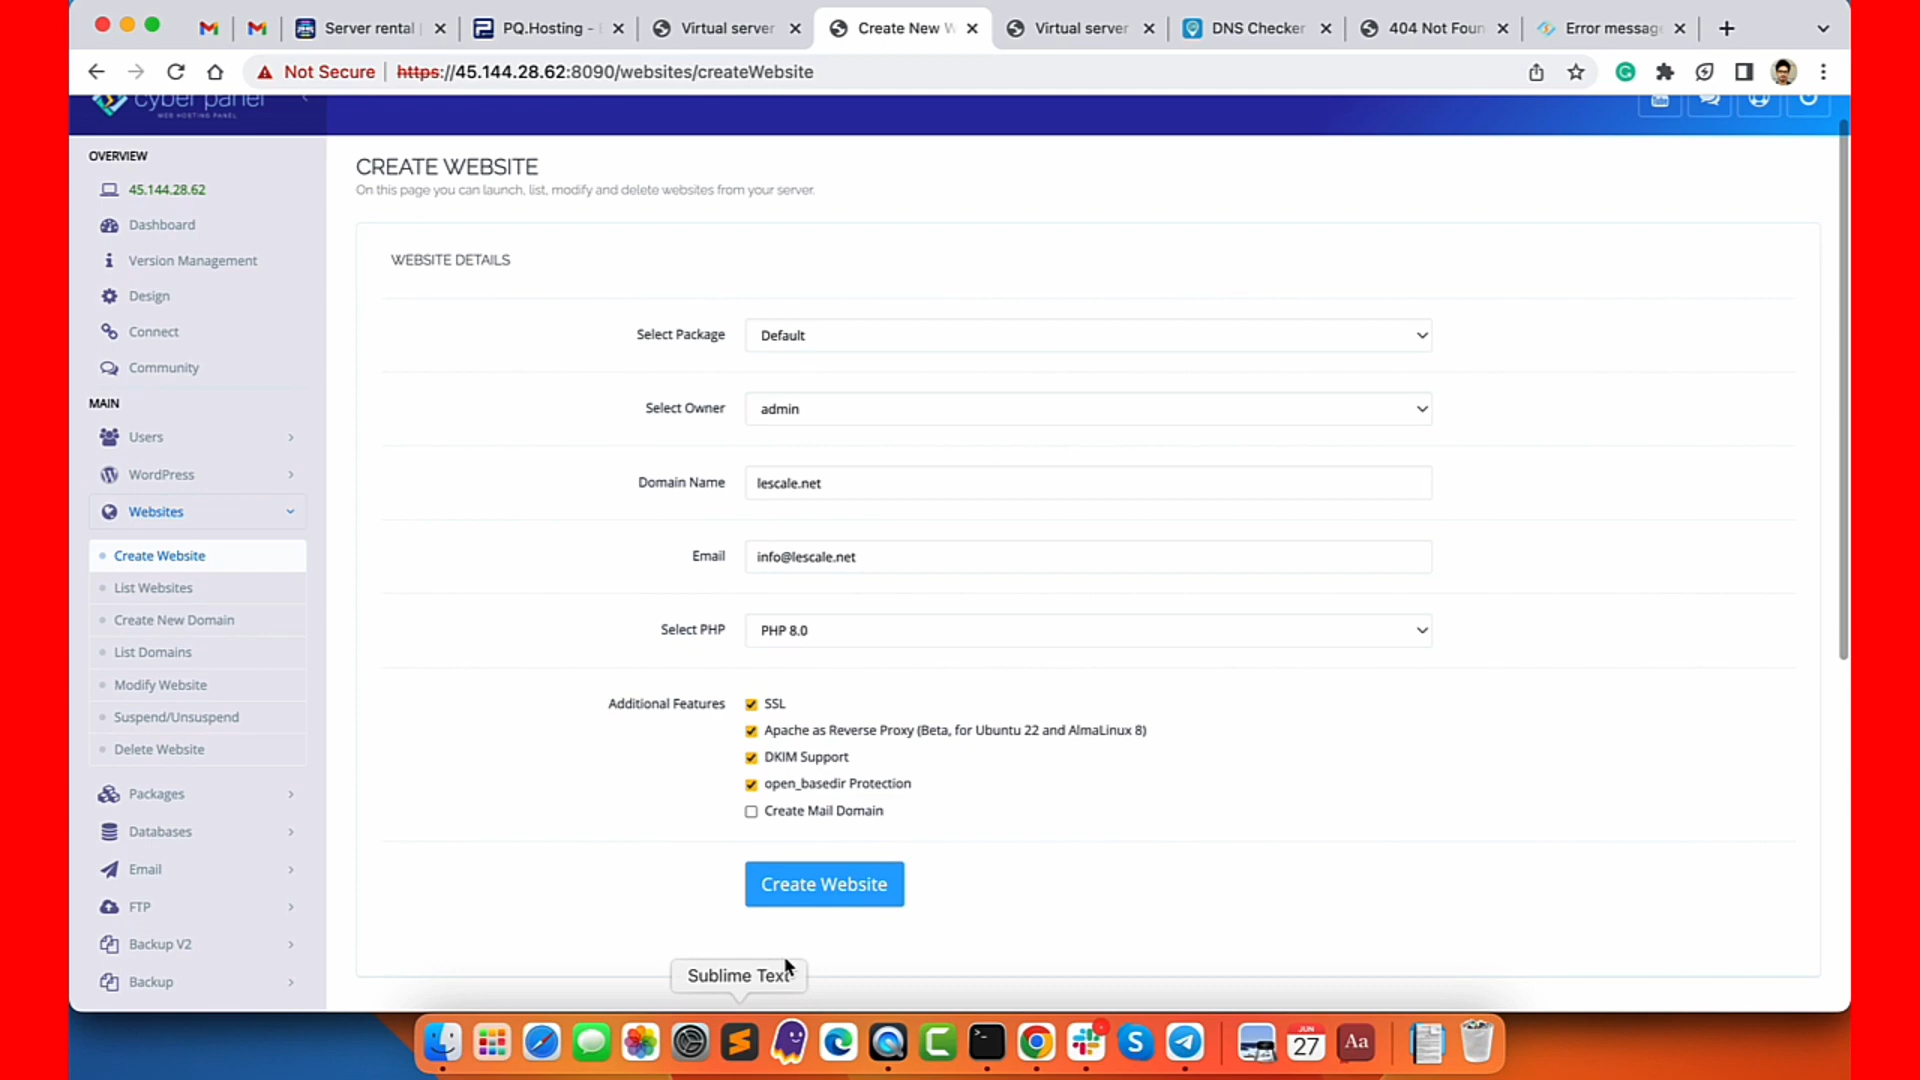 Server rental
PQ.Hosting -
Virtual server
Create New W
Virtual server
DNS Checker
404 Not Foun
Error messag
Not Secure
https://45.144.28.62:8090/websites/createWebsite
cyber panel
WEB HOSTING PANEL
OVERVIEW
45.144.28.62
Dashboard
Version Management
Design
Connect
Community
MAIN
Users
WordPress
Websites
Create Website
List Websites
Create New Domain
List Domains
Modify Website
Suspend/Unsuspend
Delete Website
Packages
Databases
Email
FTP
Backup V2
Backup
CREATE WEBSITE
On this page you can launch, list, modify and delete websites from your server.
WEBSITE DETAILS
Select Package
Default
Select Owner
admin
Domain Name
lescale.net
Email
info@lescale.net
Select PHP
PHP 8.0
Additional Features
SSL
Apache as Reverse Proxy (Beta, for Ubuntu 22 and AlmaLinux 8)
DKIM Support
open_basedir Protection
Create Mail Domain
Create Website
Sublime Text
JUN
27
Aa